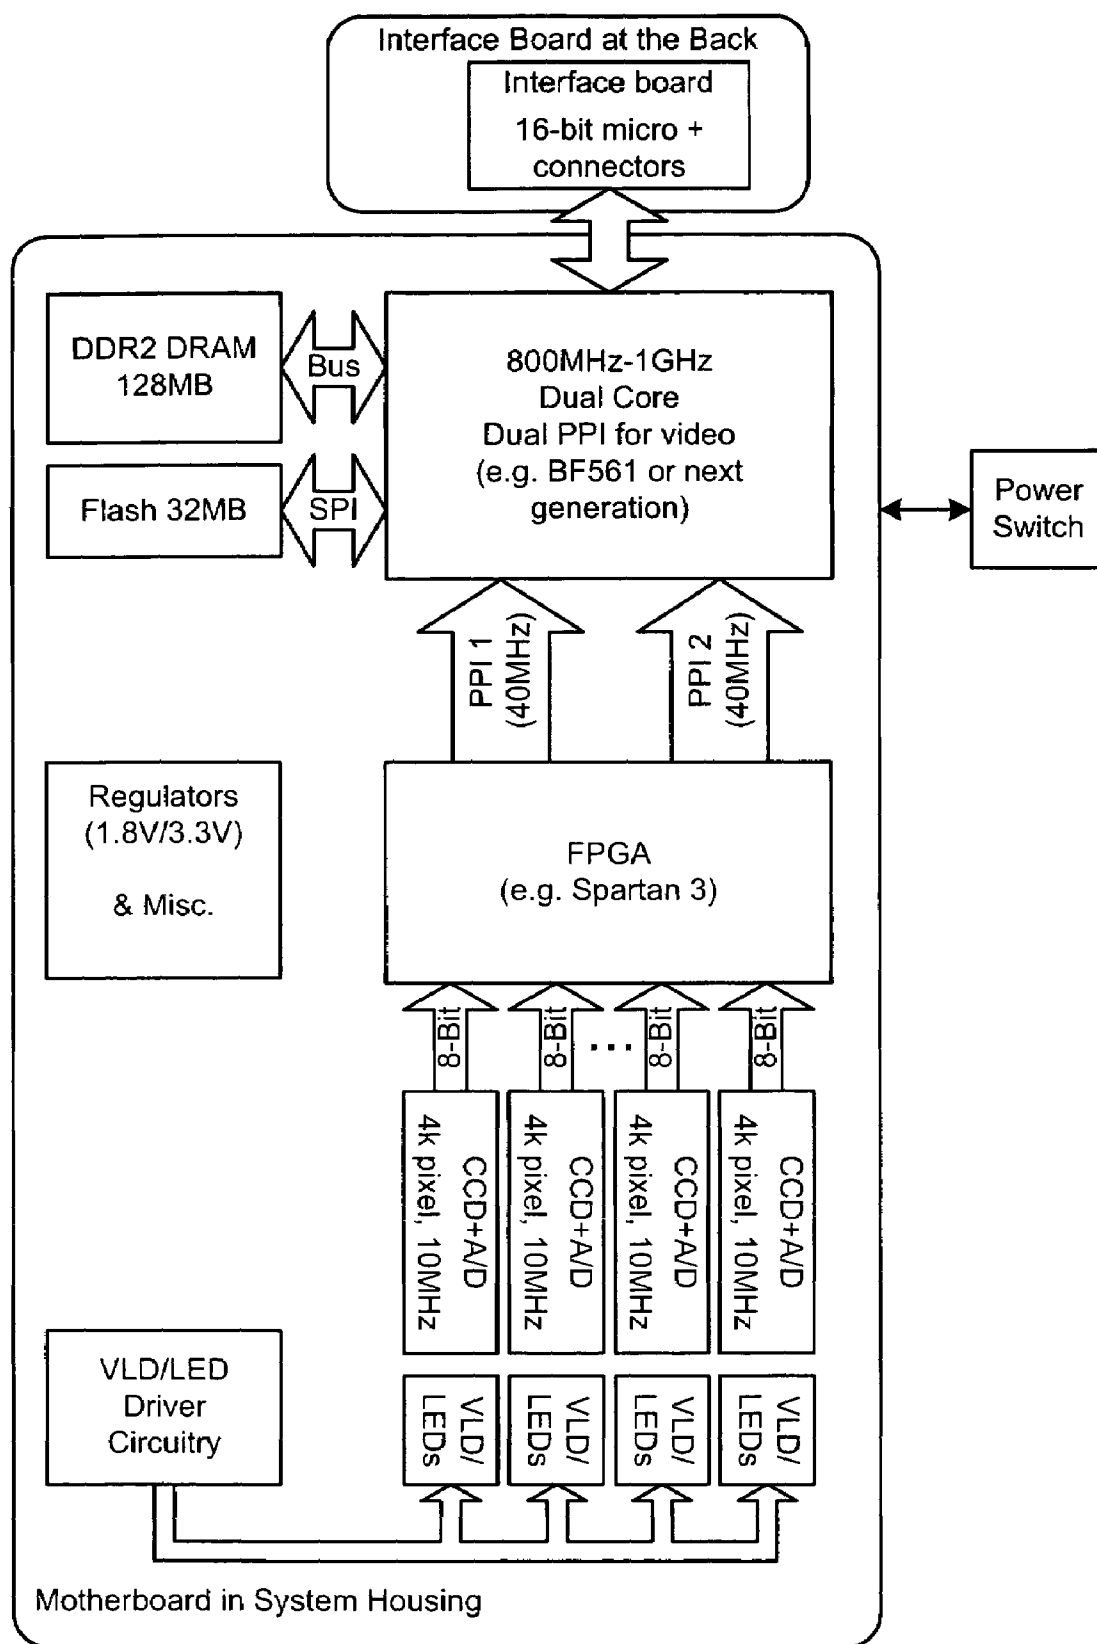 Interface Board at the Back
Interface board
16-bit micro +
connectors
DDR2 DRAM
128MB
Bus
800MHz-1GHz
Dual Core
Dual PPI for video
(e.g. BF561 or next
generation)
Flash 32MB
SPI
Power
Switch
PPI 1
(40MHz)
PPI 2
(40MHz)
Regulators
(1.8V/3.3V)
& Misc.
FPGA
(e.g. Spartan 3)
8-Bit
8-Bit
...
8-Bit
8-Bit
CCD+A/D
4k pixel, 10MHz
CCD+A/D
4k pixel, 10MHz
CCD+A/D
4k pixel, 10MHz
CCD+A/D
4k pixel, 10MHz
VLD/LED
Driver
Circuitry
VLD/
LEDs
VLD/
LEDs
VLD/
LEDs
VLD/
LEDs
Motherboard in System Housing